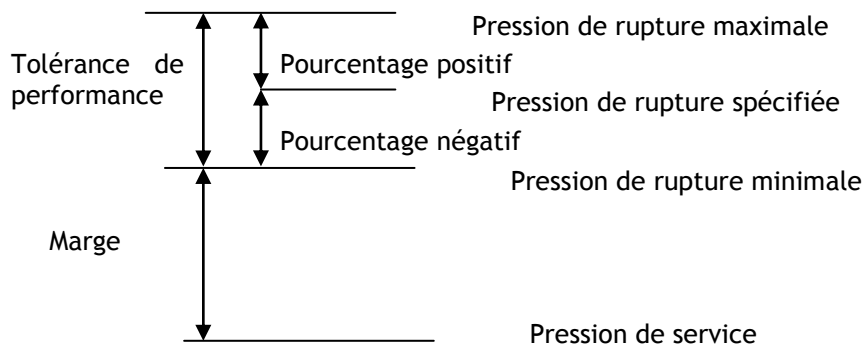 Pression de rupture maximale
Tolérance de
performance
Pourcentage positif
Pression de rupture spécifiée
Pourcentage négatif
Pression de rupture minimale
Marge
Pression de service